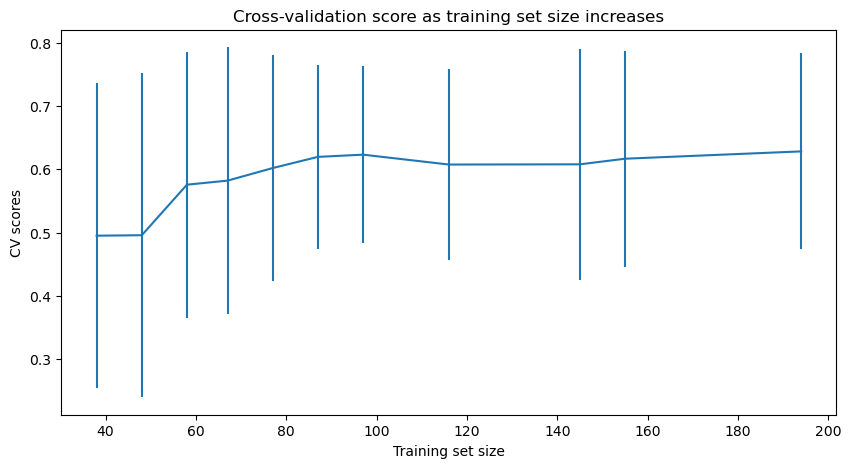 Cross-validation score as training set size increases
CV scores
0.8
0.7
0.6
0.5
0.4
0.3
40 60 80 100 120 140 160 180 200
Training set size